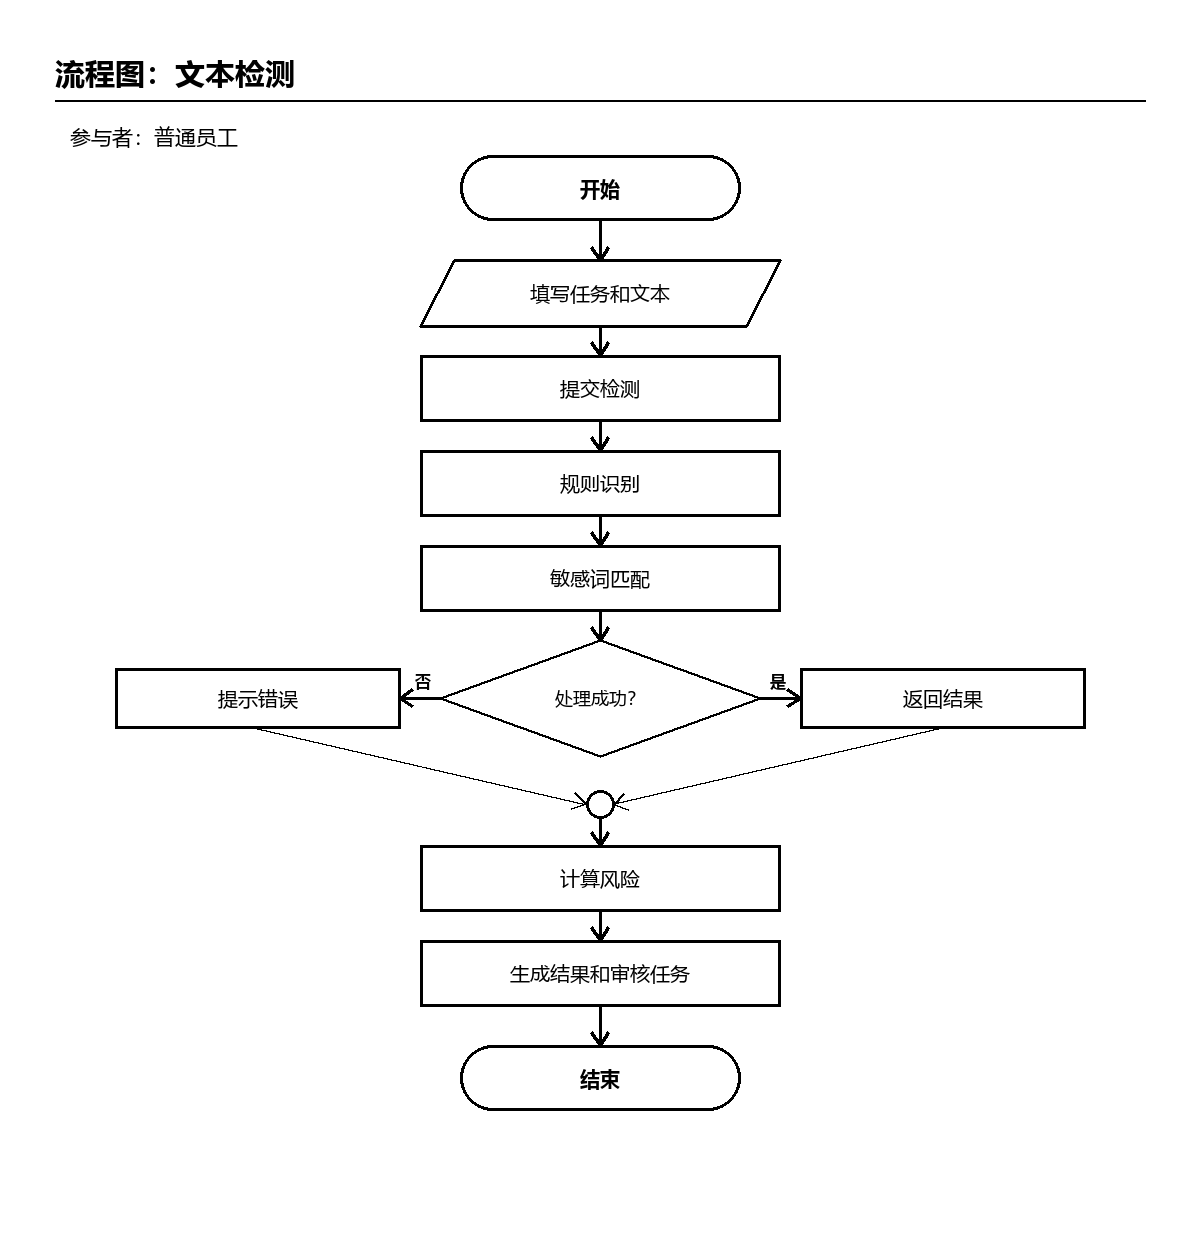 流程图：文本检测
参与者：普通员工
开始
填写任务和文本
提交检测
规则识别
敏感词匹配
否
是
提示错误
处理成功？
返回结果
计算风险
生成结果和审核任务
结束